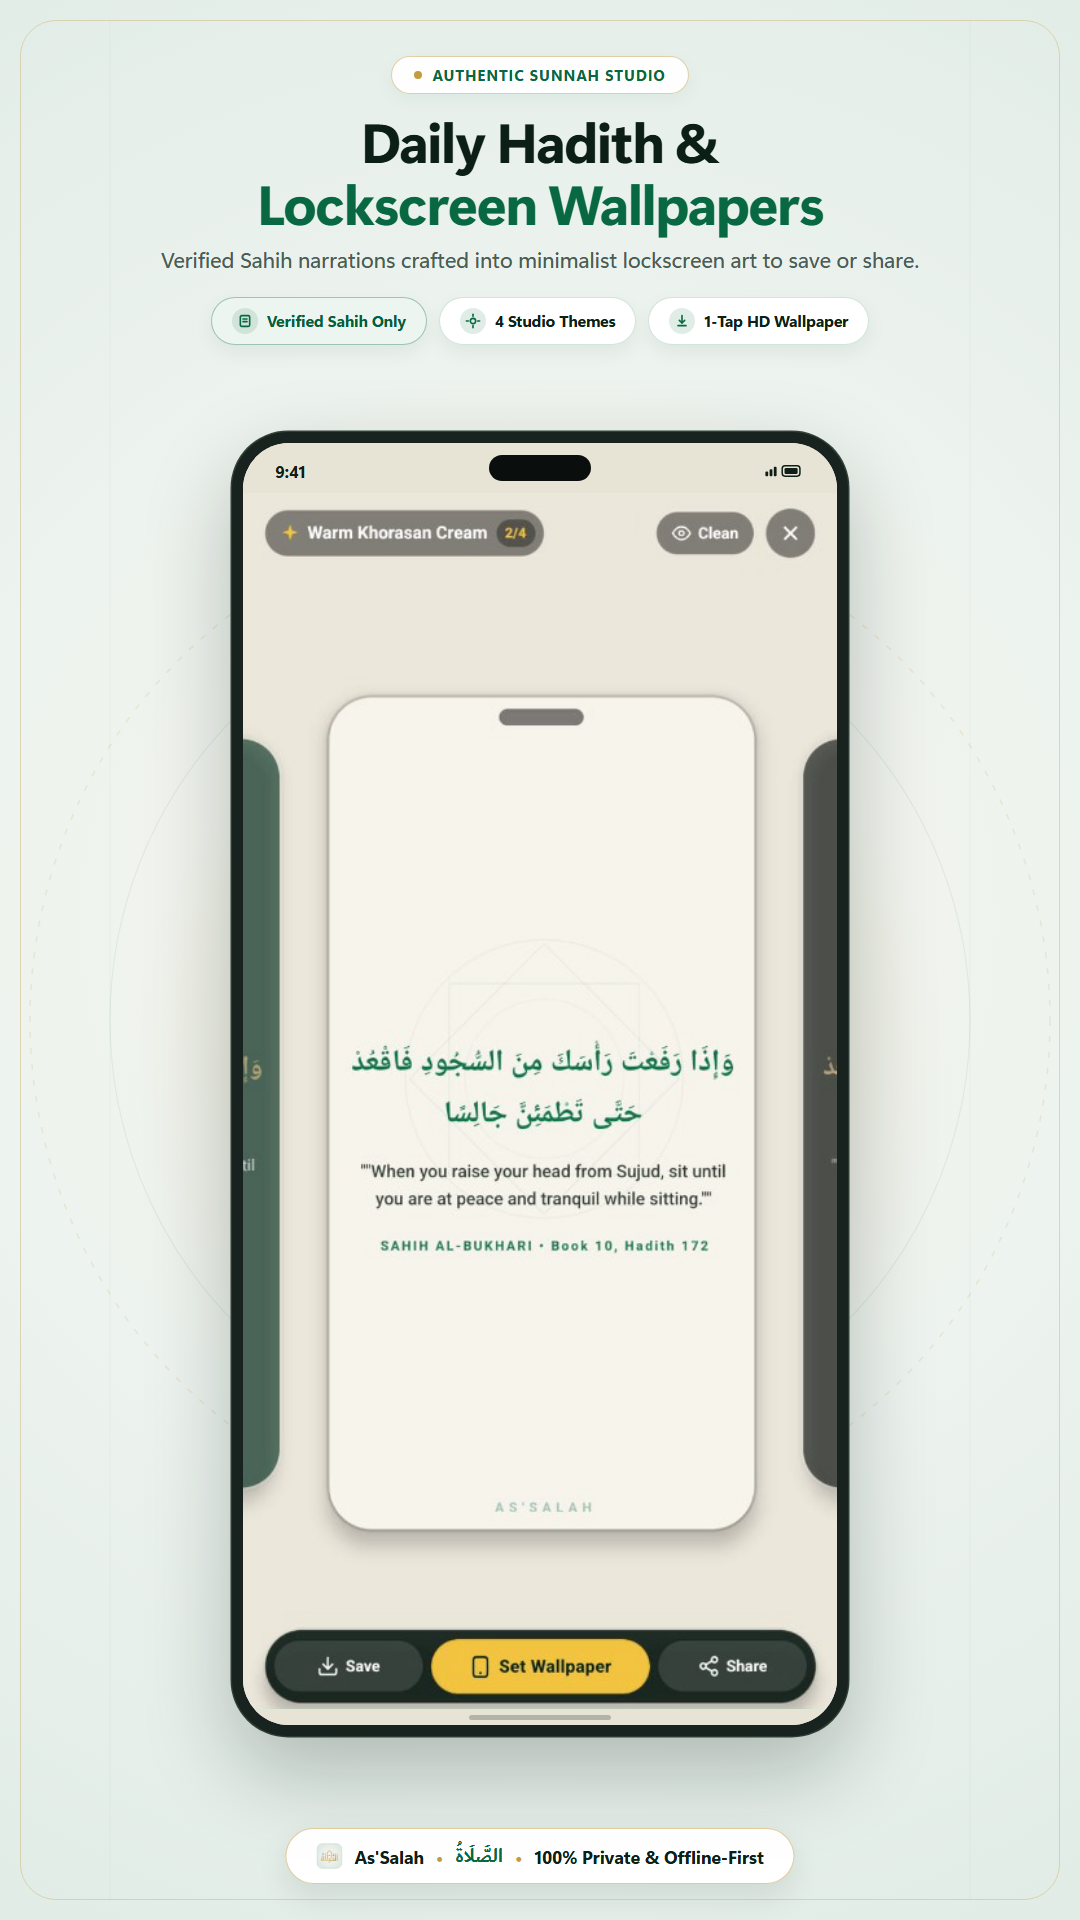 AUTHENTIC SUNNAH STUDIO
Daily Hadith &
Lockscreen Wallpapers
Verified Sahih narrations crafted into minimalist lockscreen art to save or share.
Verified Sahih Only
4 Studio Themes
1-Tap HD Wallpaper
9:41
Warm Khorasan Cream 2/4
Clean
وَإِذَا رَفَعْتَ رَأْسَكَ مِنَ السُّجُودِ فَاقْعُدْ
حَتَّى تَطْمَئِنَّ جَالِسًا
""When you raise your head from Sujud, sit until
you are at peace and tranquil while sitting.""
SAHIH AL-BUKHARI • Book 10, Hadith 172
til
AS'SALAH
Save
Set Wallpaper
Share
As'Salah • الصَّلَاةُ • 100% Private & Offline-First